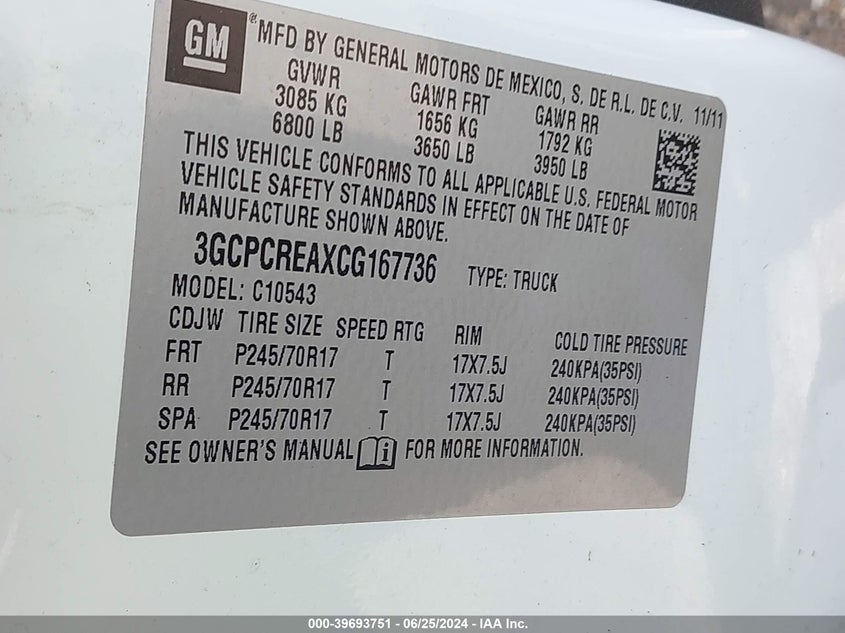 GM ® MFD BY GENERAL MOTORS DE MEXICO, S. DE R.L. DE C.V. 11/11
GVWR GAWR FRT GAWR RR
3085 KG 1656 KG 1792 KG
6800 LB 3650 LB 3950 LB
THIS VEHICLE CONFORMS TO ALL APPLICABLE U.S. FEDERAL MOTOR
VEHICLE SAFETY STANDARDS IN EFFECT ON THE DATE OF
MANUFACTURE SHOWN ABOVE.
3GCPCREAXCG167736 TYPE: TRUCK
MODEL: C10543
CDJW TIRE SIZE SPEED RTG RIM COLD TIRE PRESSURE
FRT P245/70R17 T 17X7.5J 240KPA(35PSI)
RR P245/70R17 T 17X7.5J 240KPA(35PSI)
SPA P245/70R17 T 17X7.5J 240KPA(35PSI)
SEE OWNER'S MANUAL i FOR MORE INFORMATION.
000-39693751 - 06/25/2024 - IAA Inc.